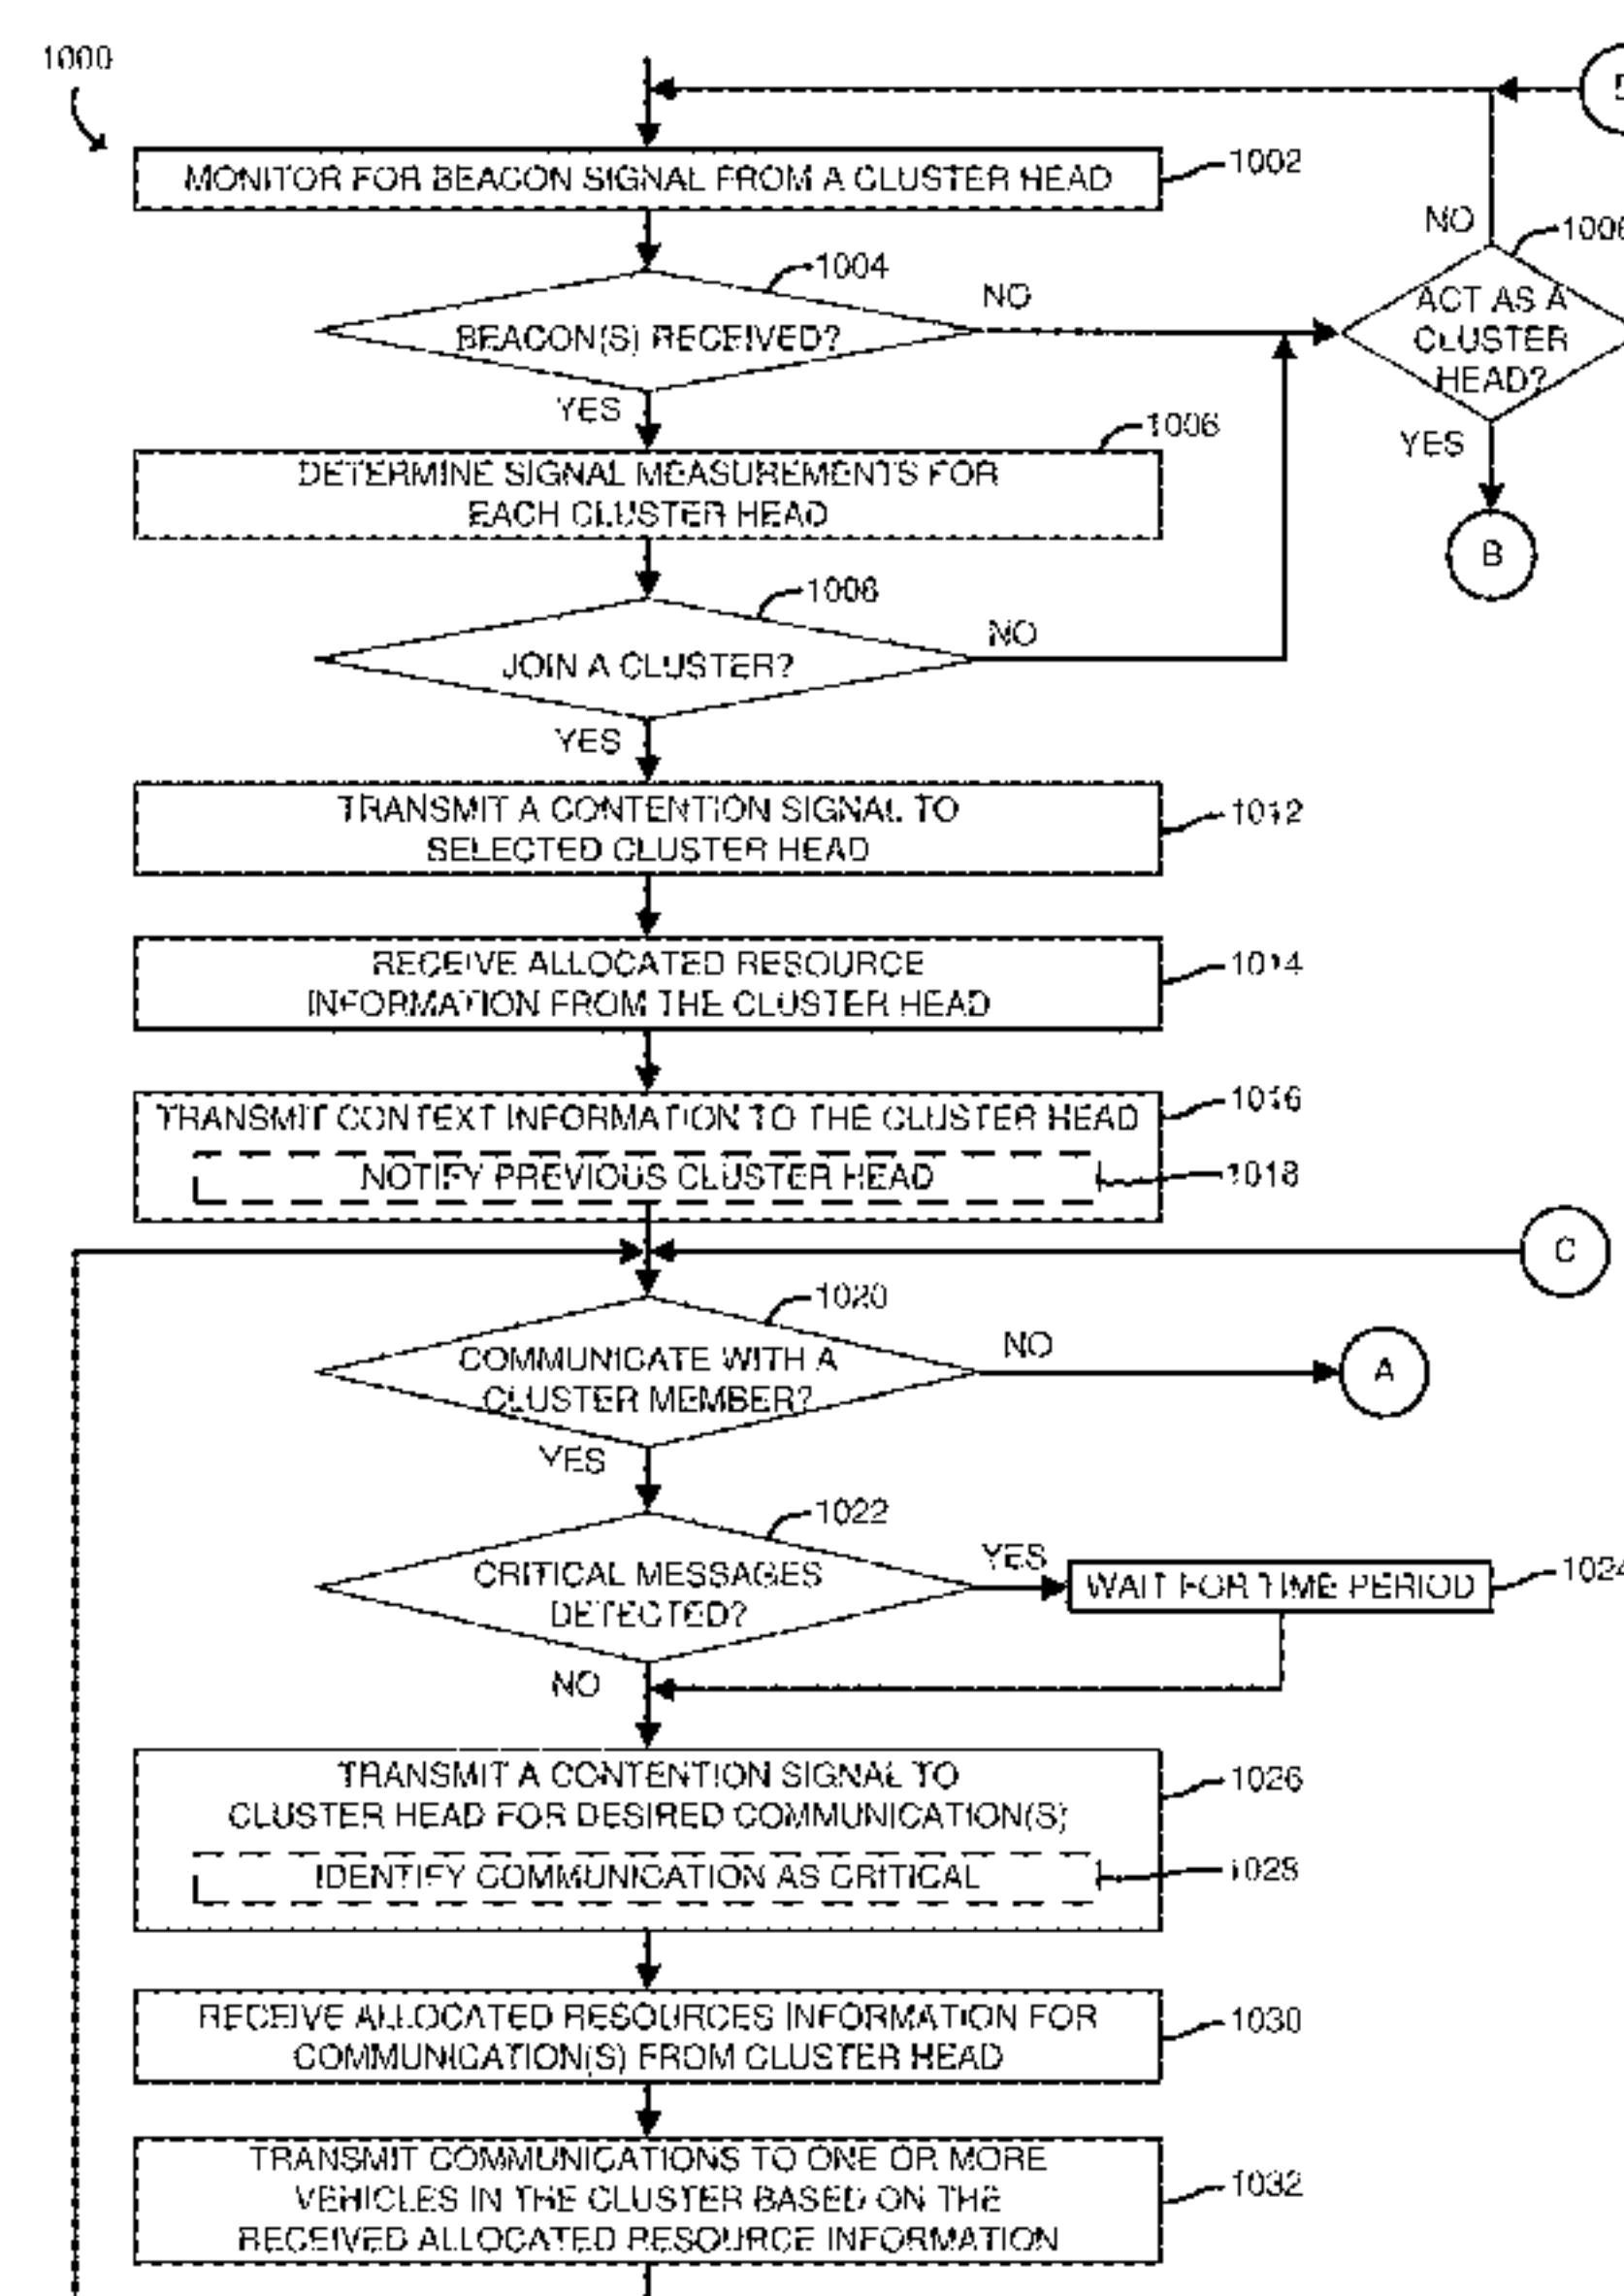 1000
MONITOR FOR BEACON SIGNAL FROM A CLUSTER HEAD
1002
NO
1004
BEACON(S) RECEIVED?
NO
ACT AS A
CLUSTER
HEAD?
YES
YES
B
1006
DETERMINE SIGNAL MEASUREMENTS FOR
EACH CLUSTER HEAD
1008
JOIN A CLUSTER?
NO
YES
TRANSMIT A CONTENTION SIGNAL TO
SELECTED CLUSTER HEAD
1012
RECEIVE ALLOCATED RESOURCE
INFORMATION FROM THE CLUSTER HEAD
1014
TRANSMIT CONTEXT INFORMATION TO THE CLUSTER HEAD
1016
NOTIFY PREVIOUS CLUSTER HEAD
1018
C
1020
COMMUNICATE WITH A
CLUSTER MEMBER?
NO
A
YES
1022
CRITICAL MESSAGES
DETECTED?
YES
WAIT FOR TIME PERIOD
1024
NO
TRANSMIT A CONTENTION SIGNAL TO
CLUSTER HEAD FOR DESIRED COMMUNICATION(S)
1026
IDENTIFY COMMUNICATION AS CRITICAL
1028
RECEIVE ALLOCATED RESOURCES INFORMATION FOR
COMMUNICATION(S) FROM CLUSTER HEAD
1030
TRANSMIT COMMUNICATIONS TO ONE OR MORE
VEHICLES IN THE CLUSTER BASED ON THE
RECEIVED ALLOCATED RESOURCE INFORMATION
1032